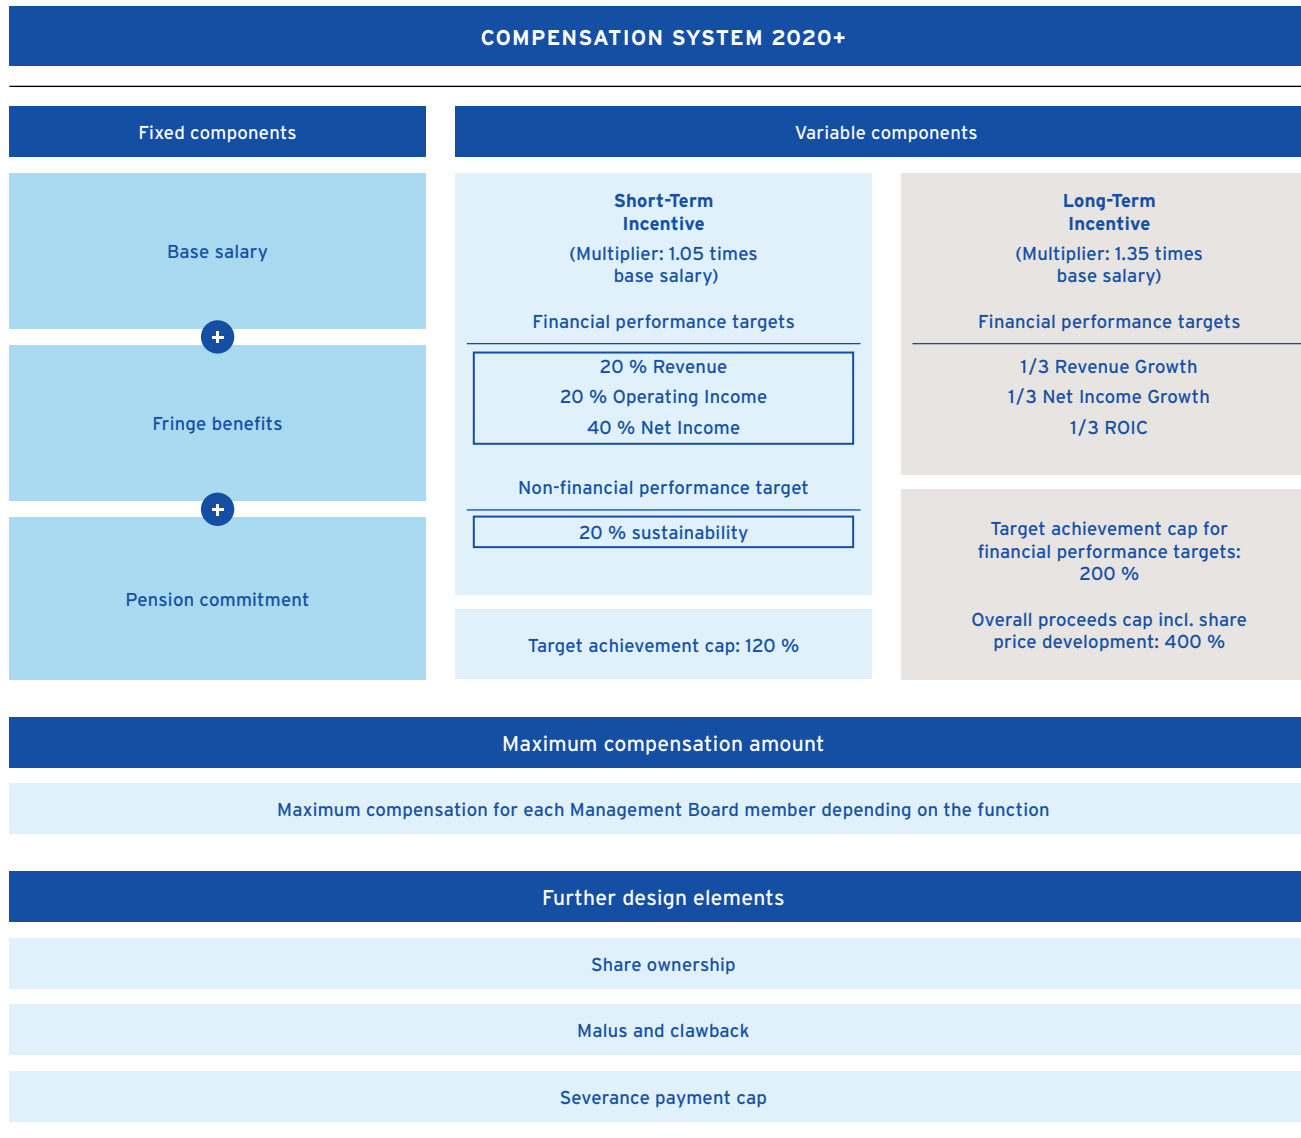 COMPENSATION SYSTEM 2020+
Fixed components
Base salary
+
Fringe benefits
+
Pension commitment
Variable components
Short-Term
Incentive
(Multiplier: 1.05 times
base salary)
Financial performance targets
20 % Revenue
20 % Operating Income
40 % Net Income
Non-financial performance target
20 % sustainability
Target achievement cap: 120 %
Long-Term
Incentive
(Multiplier: 1.35 times
base salary)
Financial performance targets
1/3 Revenue Growth
1/3 Net Income Growth
1/3 ROIC
Target achievement cap for
financial performance targets:
200 %
Overall proceeds cap incl. share
price development: 400 %
Maximum compensation amount
Maximum compensation for each Management Board member depending on the function
Further design elements
Share ownership
Malus and clawback
Severance payment cap